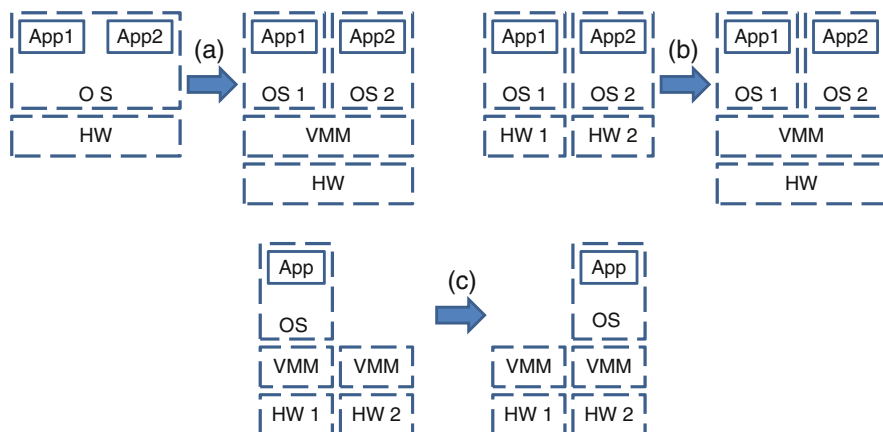 App1 App2 (a) App1 App2 App1 App2 (b) App1 App2
O S OS 1 OS 2 OS 1 OS 2 OS 1 OS 2
HW VMM HW 1 HW 2 VMM
HW HW
App (c) App
OS OS
VMM VMM VMM VMM
HW 1 HW 2 HW 1 HW 2